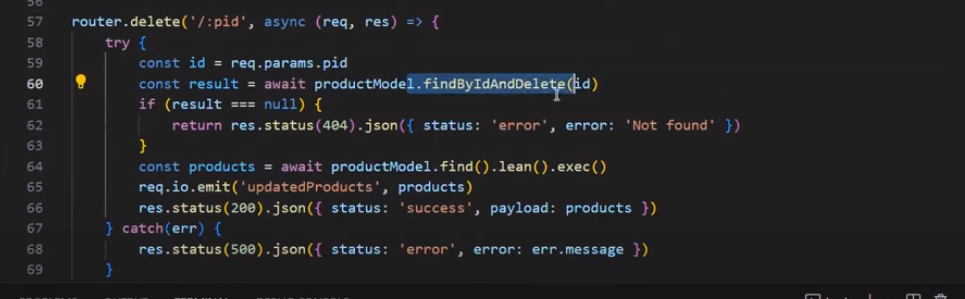 56
57 router.delete('/:pid', async (req, res) => {
58 try {
59 const id = req.params.pid
60 const result = await productModel.findByIdAndDelete(id)
61 if (result === null) {
62 return res.status(404).json({ status: 'error', error: 'Not found' })
63 }
64 const products = await productModel.find().lean().exec()
65 req.io.emit('updatedProducts', products)
66 res.status(200).json({ status: 'success', payload: products })
67 } catch(err) {
68 res.status(500).json({ status: 'error', error: err.message })
69 }